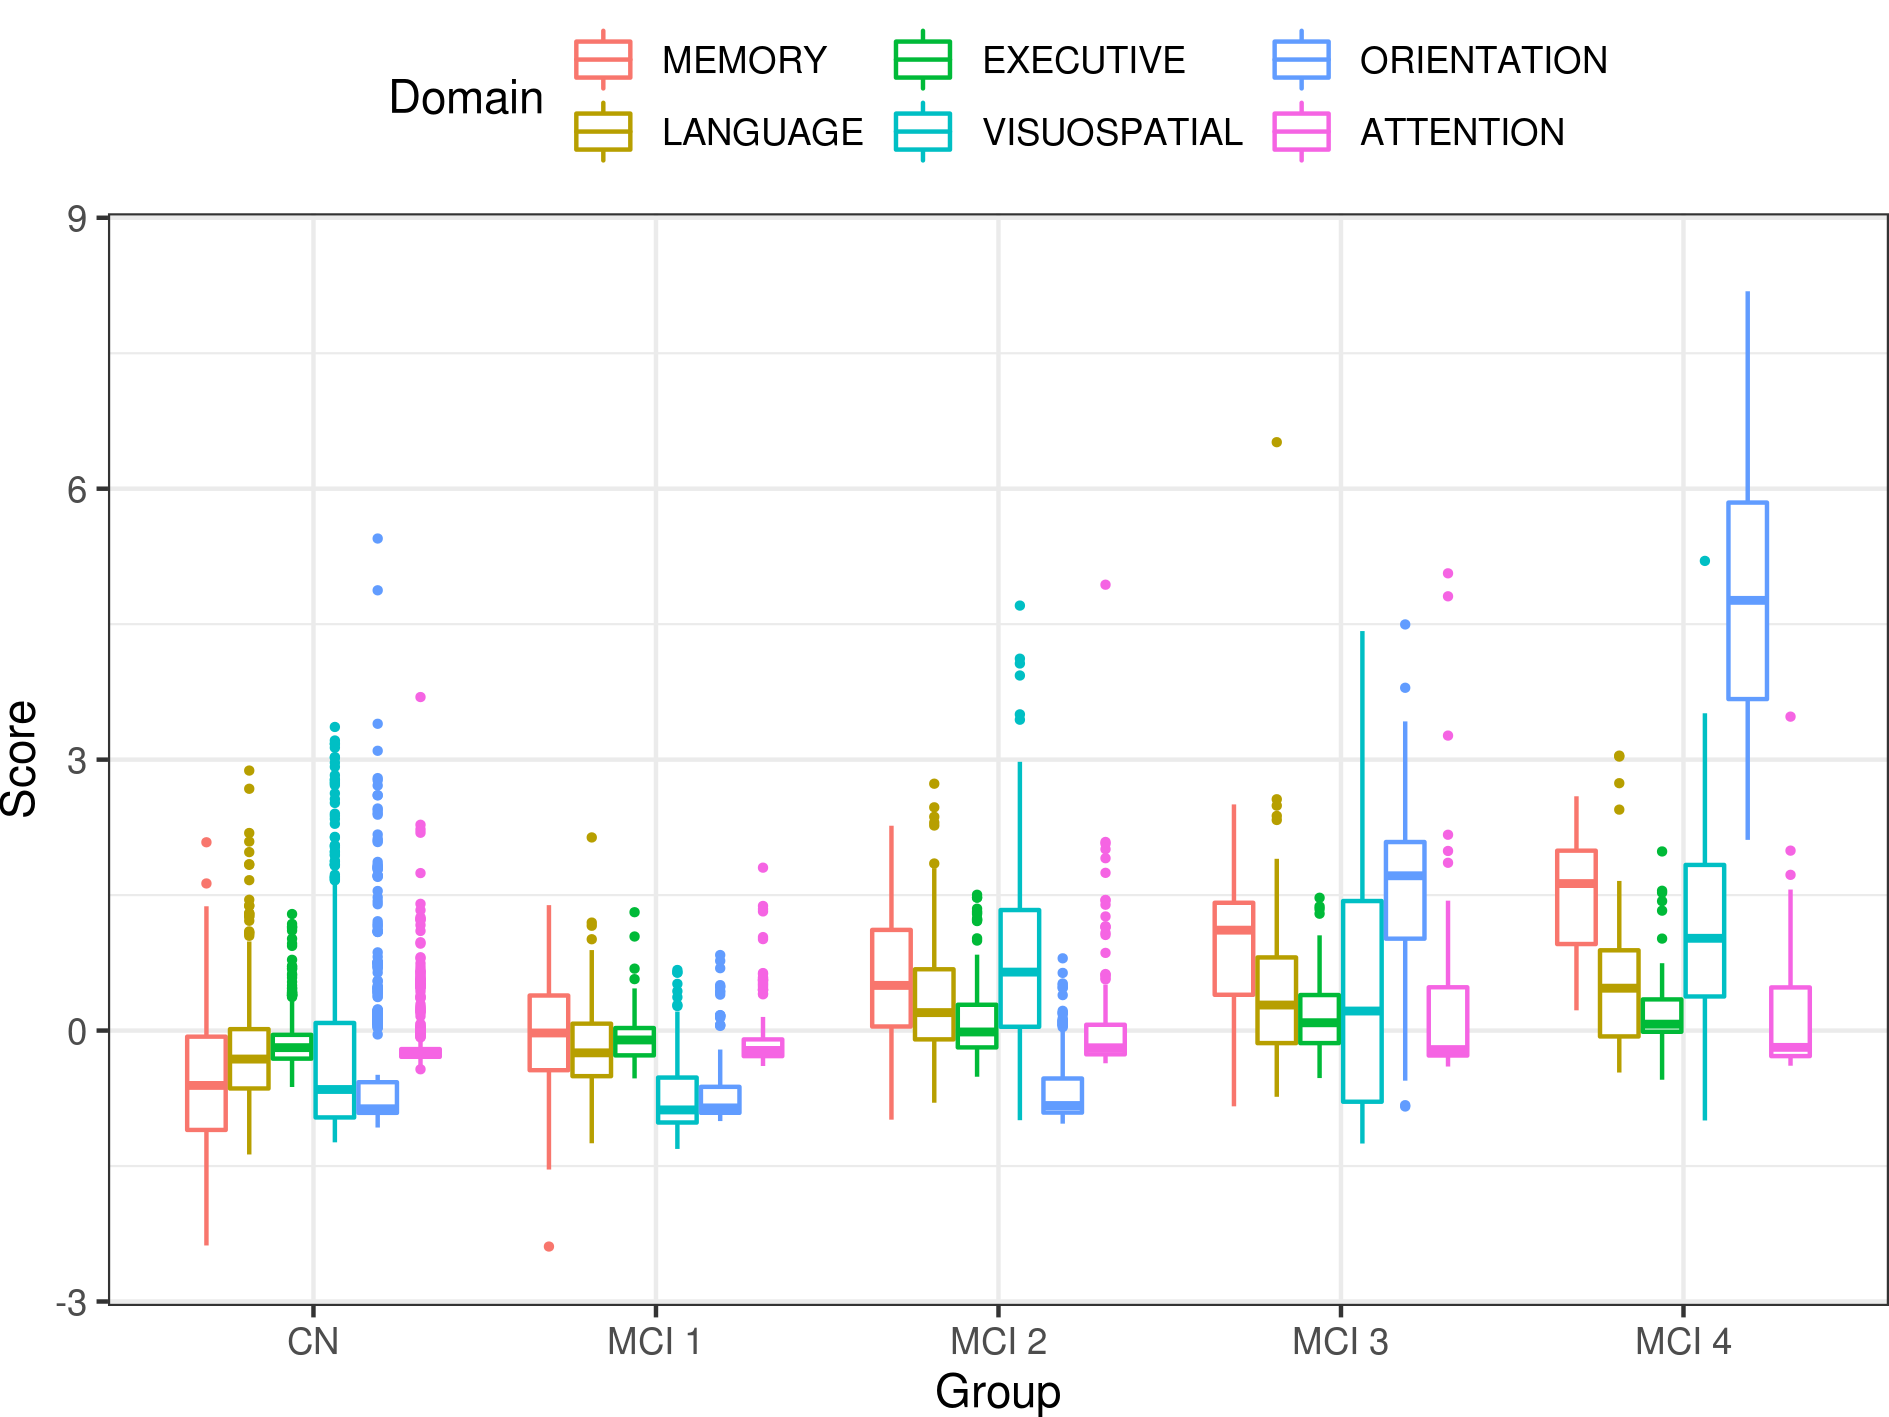 Domain
MEMORY EXECUTIVE ORIENTATION
LANGUAGE VISUOSPATIAL ATTENTION
9
6
3
0
-3
Score
CN MCI 1 MCI 2 MCI 3 MCI 4
Group